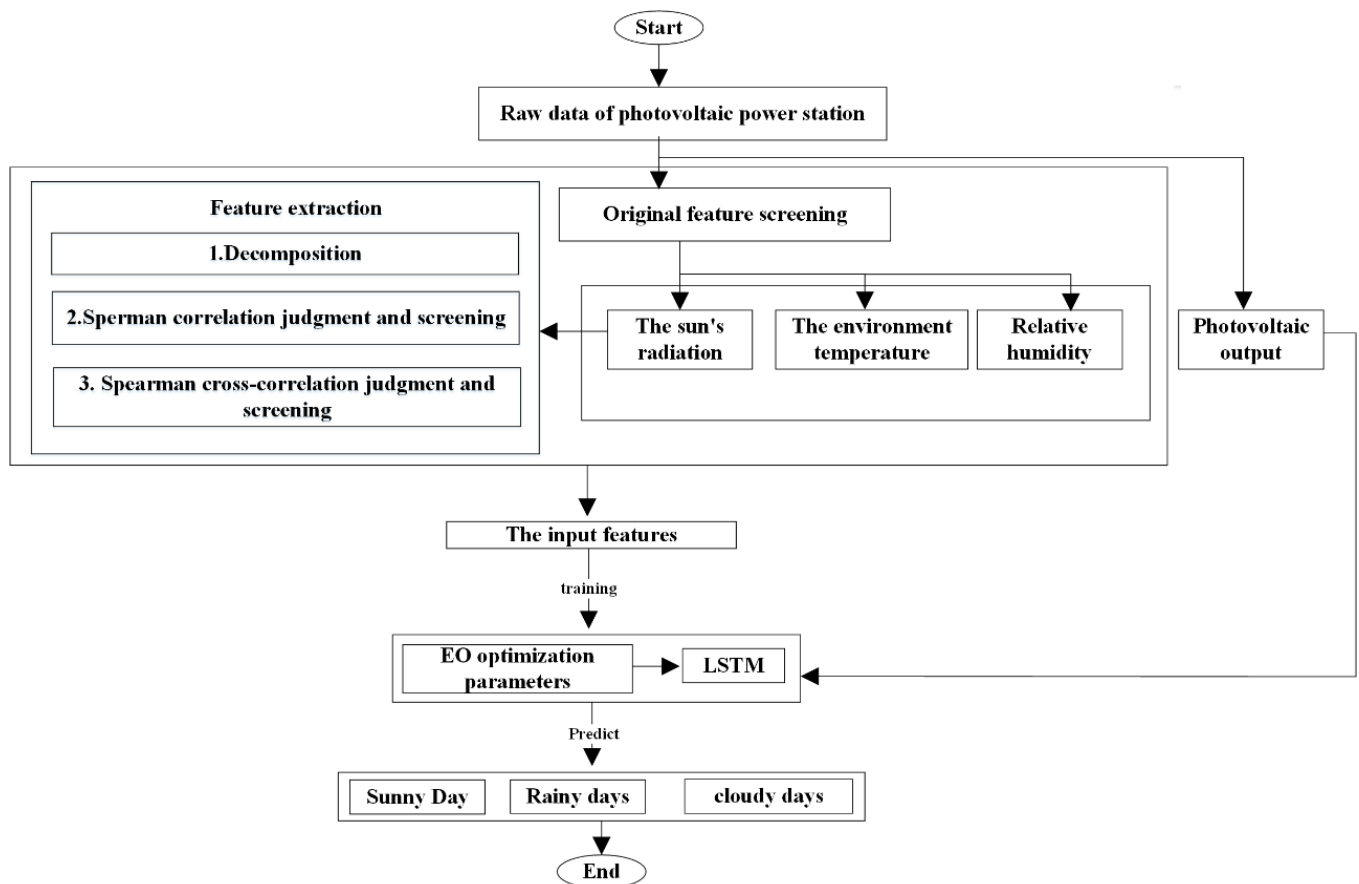 Start
Raw data of photovoltaic power station
Feature extraction
1.Decomposition
2.Sperman correlation judgment and screening
3. Spearman cross-correlation judgment and
screening
Original feature screening
The sun's
radiation
The environment
temperature
Relative
humidity
Photovoltaic
output
The input features
training
EO optimization
parameters
LSTM
Predict
Sunny Day
Rainy days
cloudy days
End